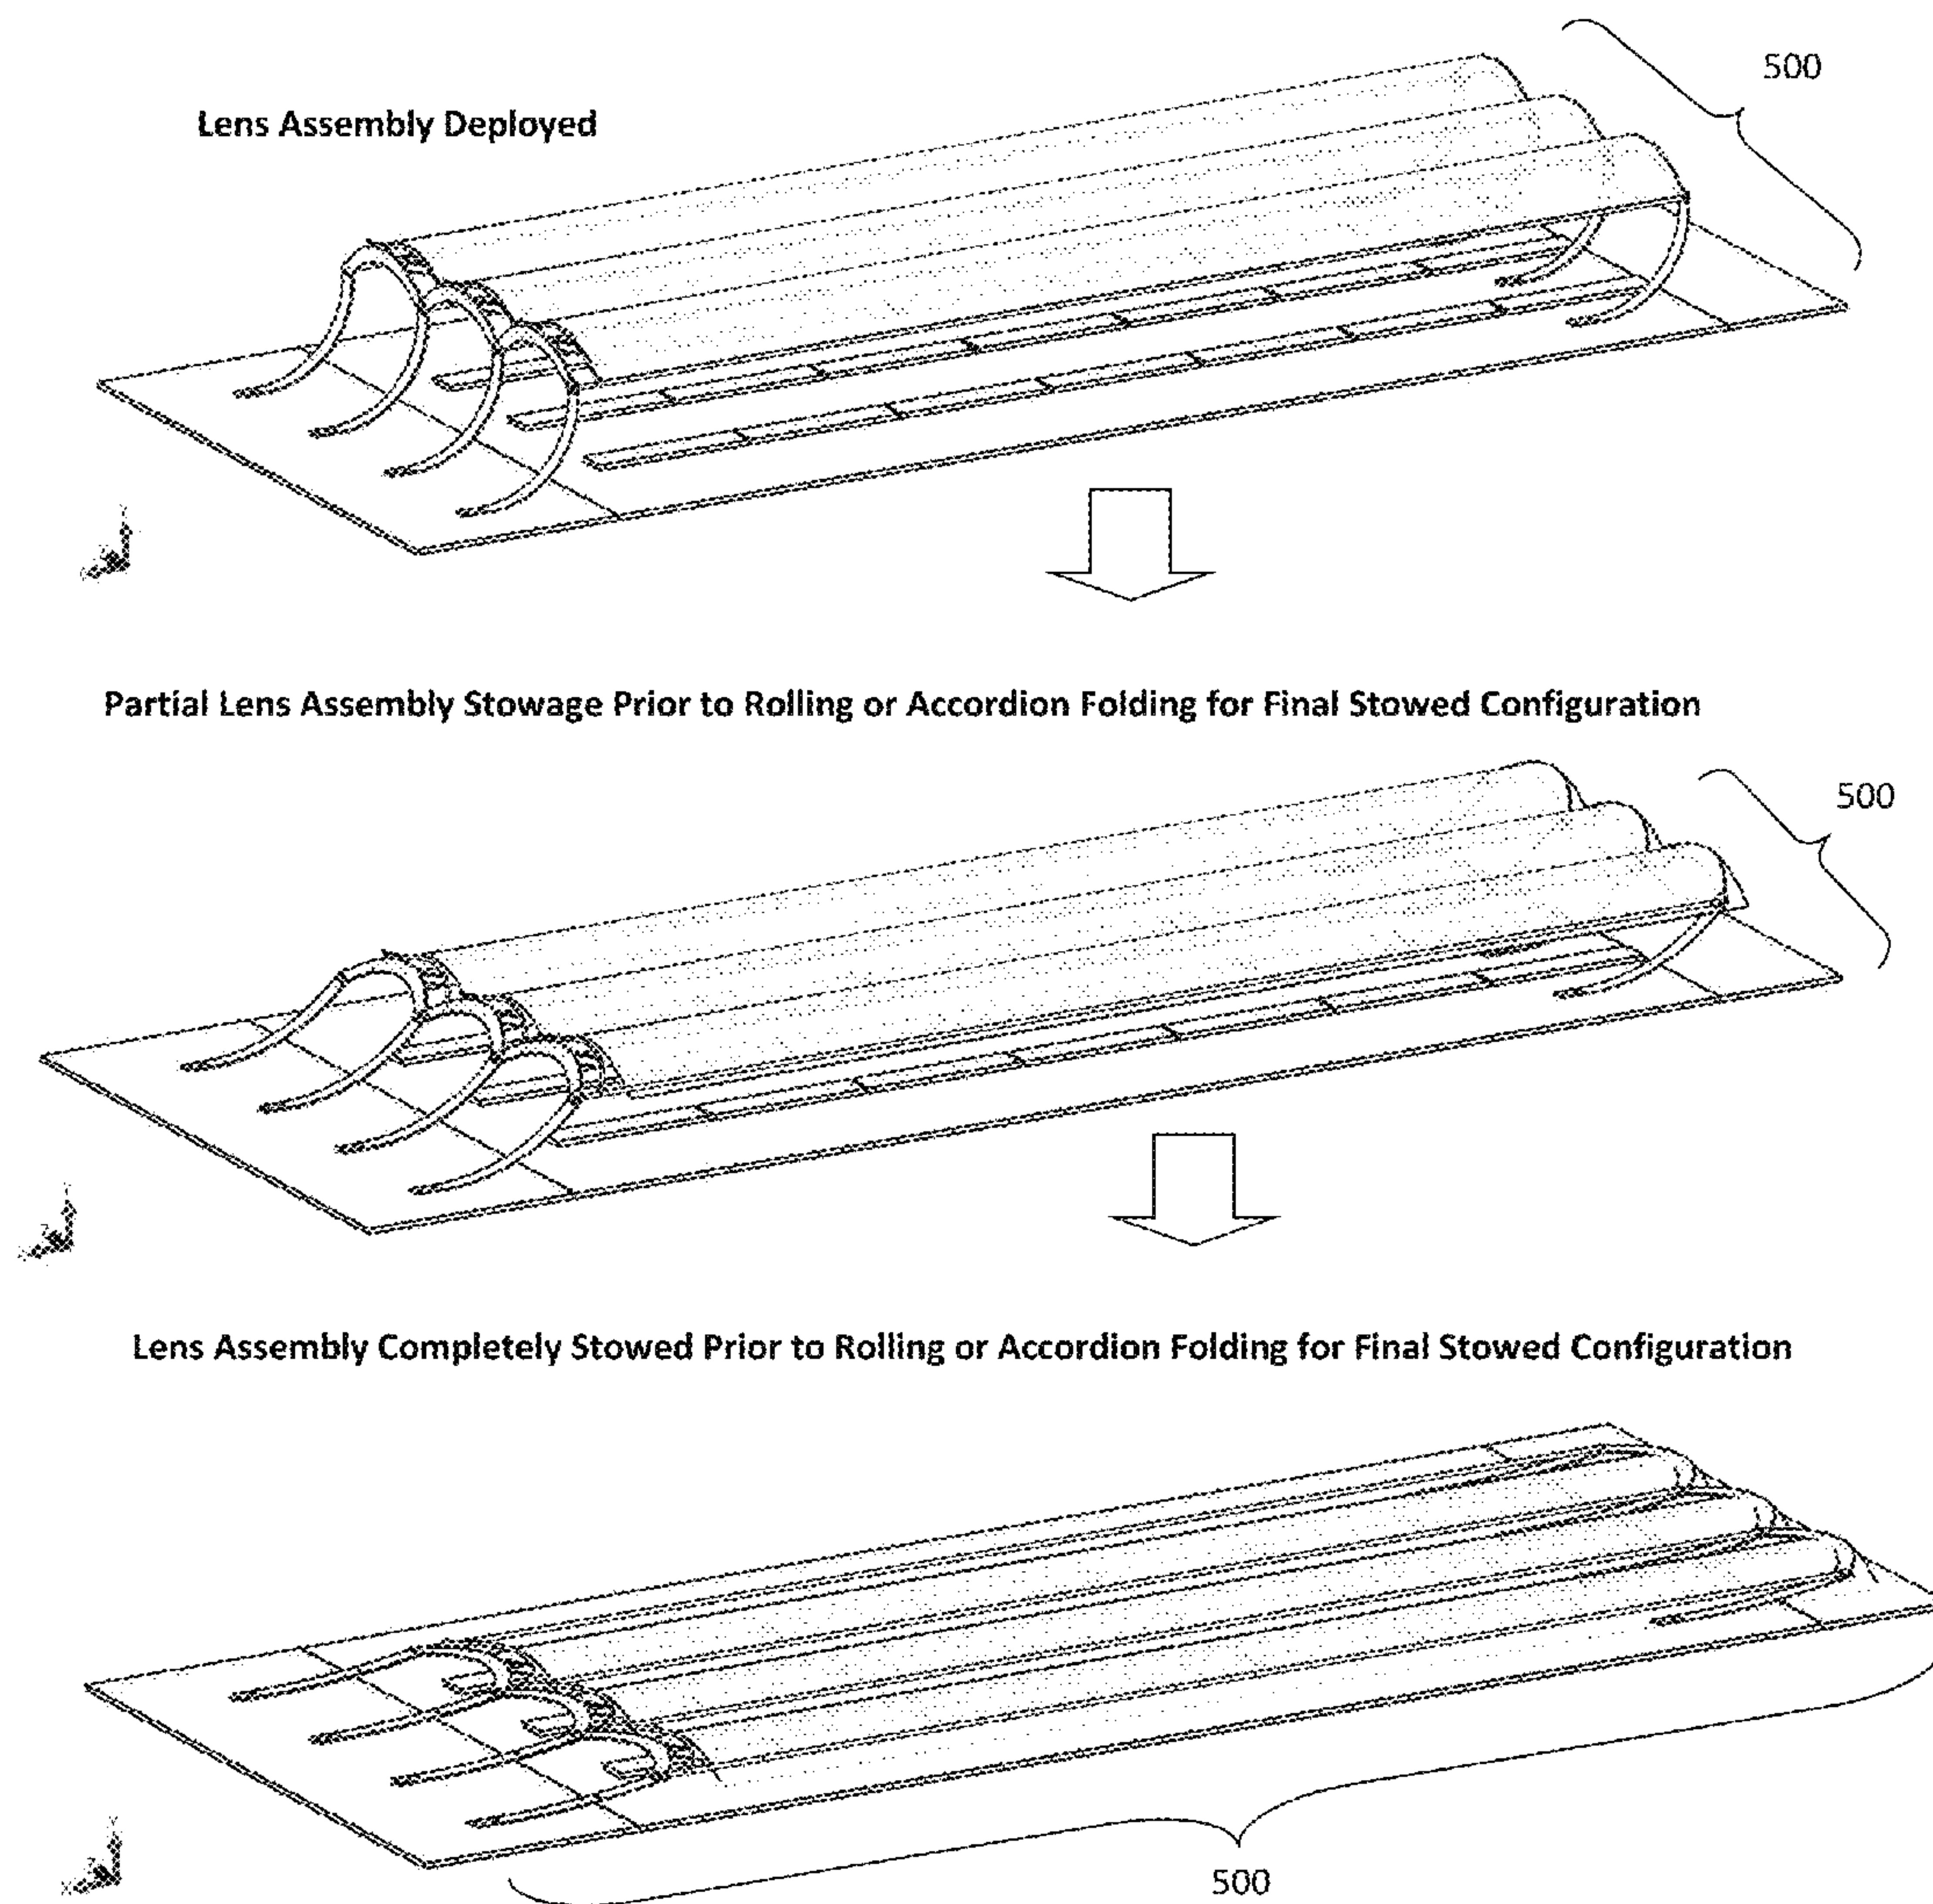 500
Lens Assembly Deployed
Partial Lens Assembly Stowage Prior to Rolling or Accordion Folding for Final Stowed Configuration
500
Lens Assembly Completely Stowed Prior to Rolling or Accordion Folding for Final Stowed Configuration
500